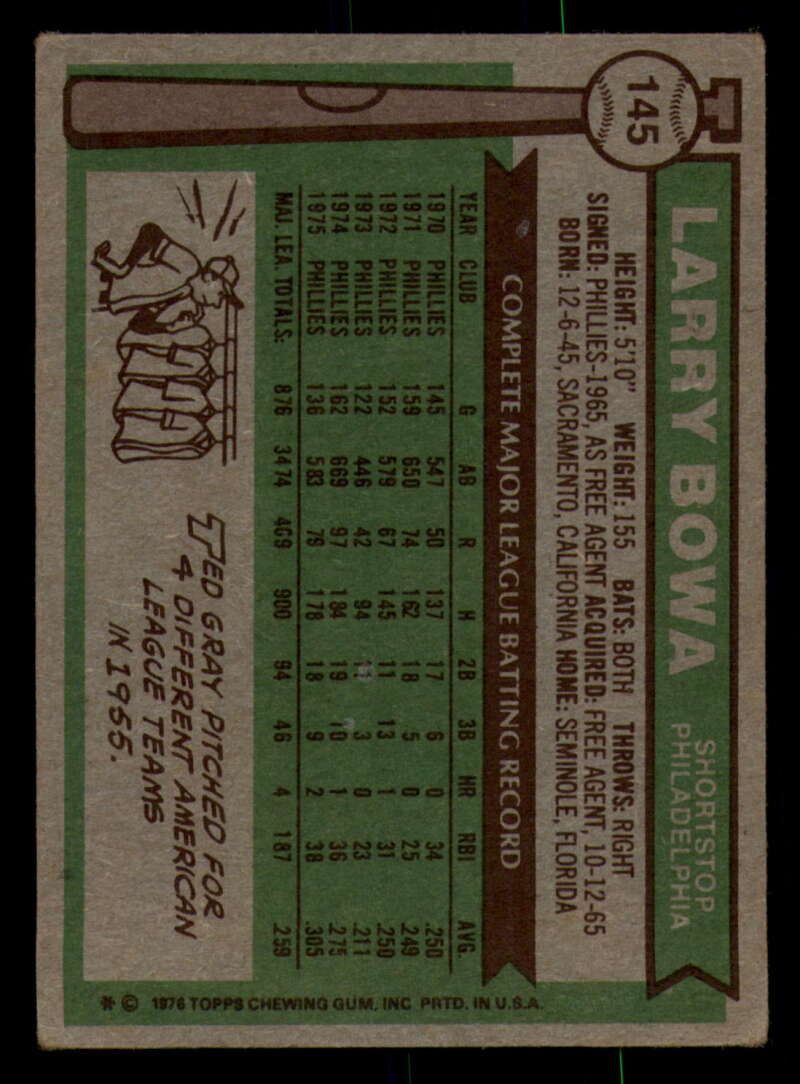 145
LARRY BOWA
SHORTSTOP
PHILADELPHIA
HEIGHT: 5'10" WEIGHT: 155 BATS: BOTH THROWS: RIGHT
SIGNED: PHILLIES-1965, AS FREE AGENT ACQUIRED: FREE AGENT, 10-12-65
BORN: 12-6-45, SACRAMENTO, CALIFORNIA HOME: SEMINOLE, FLORIDA
COMPLETE MAJOR LEAGUE BATTING RECORD
YEAR CLUB G AB R H 2B 3B HR RBI AVG.
1970 PHILLIES 145 547 50 137 17 6 0 34 .250
1971 PHILLIES 159 650 74 162 18 5 0 25 .249
1972 PHILLIES 152 579 67 145 11 13 1 31 .250
1973 PHILLIES 122 446 42 94 11 3 0 23 .211
1974 PHILLIES 162 669 97 184 19 10 1 36 .275
1975 PHILLIES 136 583 79 178 18 9 2 38 .305
MAJ. LEA. TOTALS: 876 3474 409 900 94 46 4 187 .259
TED GRAY PITCHED FOR
4 DIFFERENT AMERICAN
LEAGUE TEAMS
IN 1955.
* © 1976 TOPPS CHEWING GUM, INC PRTD. IN U.S.A.